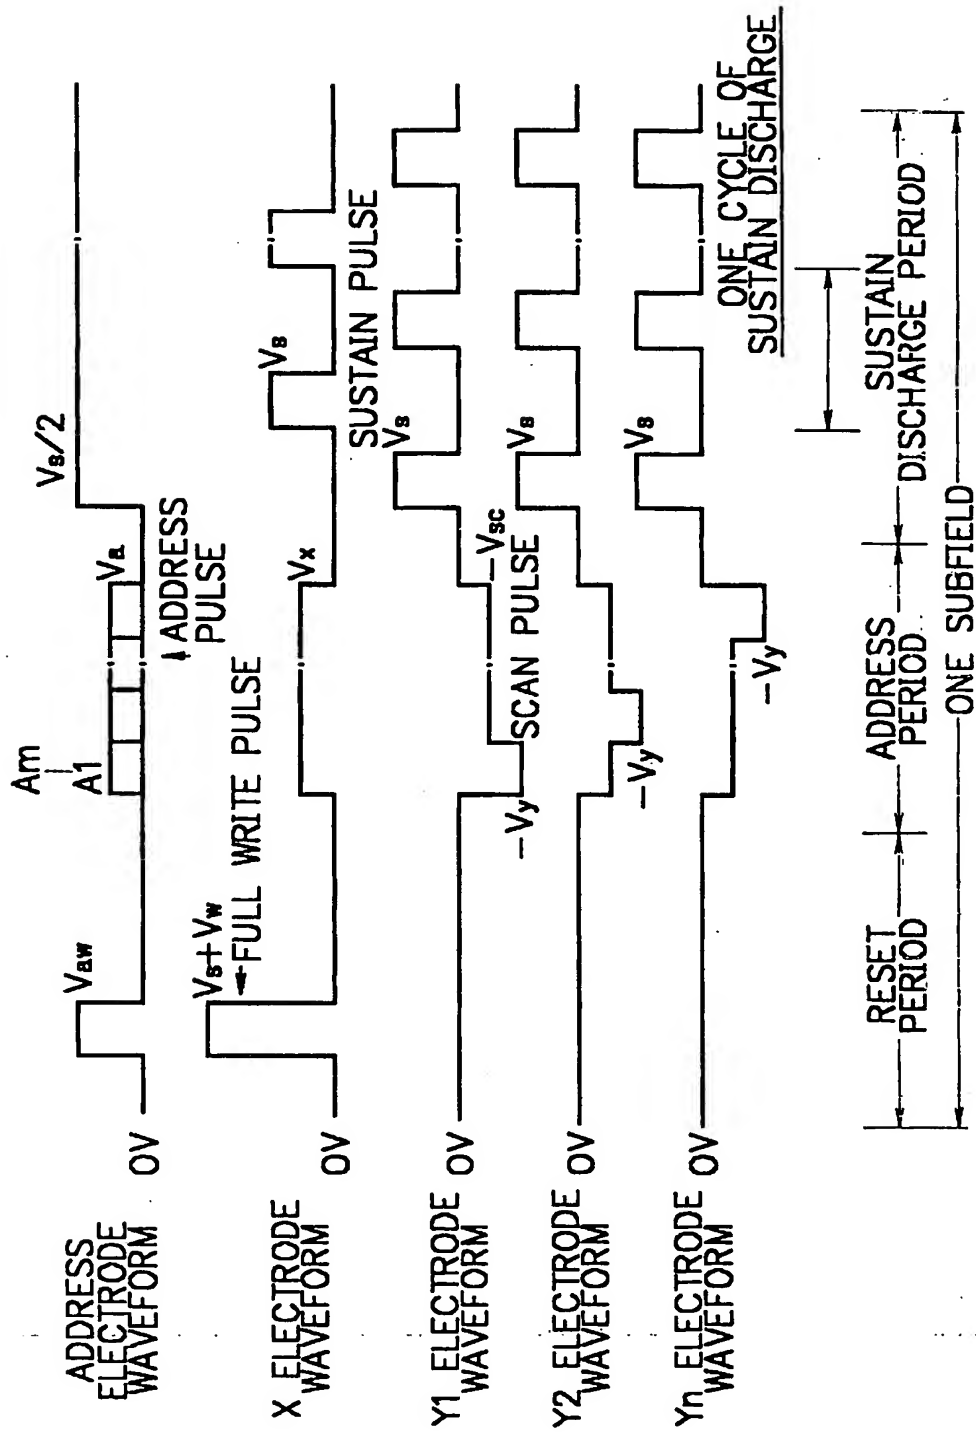 ADDRESS
ELECTRODE
WAVEFORM
0V
Vaw
Am
A1
Va
ADDRESS
PULSE
Vs/2
X ELECTRODE
WAVEFORM
0V
Vs+Vw
FULL WRITE PULSE
Vx
Vs
SUSTAIN PULSE
Y1 ELECTRODE
WAVEFORM
0V
-Vy
SCAN PULSE
-Vsc
Vs
Y2 ELECTRODE
WAVEFORM
0V
-Vy
Vs
Yn ELECTRODE
WAVEFORM
0V
-Vy
Vs
ONE CYCLE OF
SUSTAIN DISCHARGE
RESET
PERIOD
ADDRESS
PERIOD
SUSTAIN
DISCHARGE PERIOD
ONE SUBFIELD